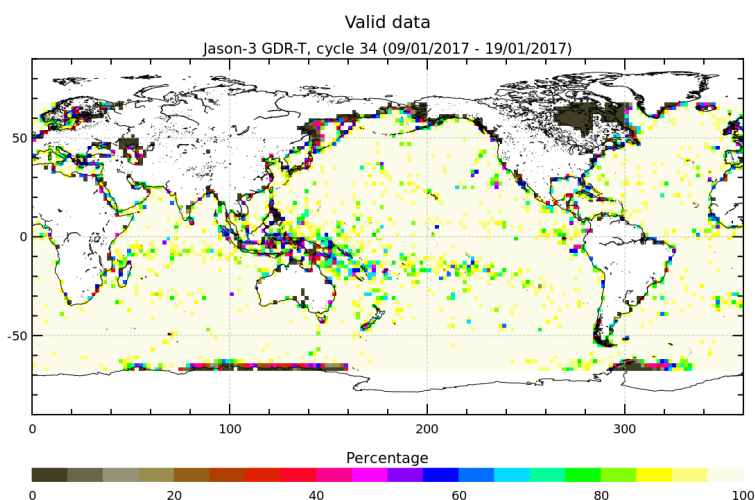 Valid data
Jason-3 GDR-T, cycle 34 (09/01/2017 - 19/01/2017)
50
0
-50
0 100 200 300
Percentage
0 20 40 60 80 100